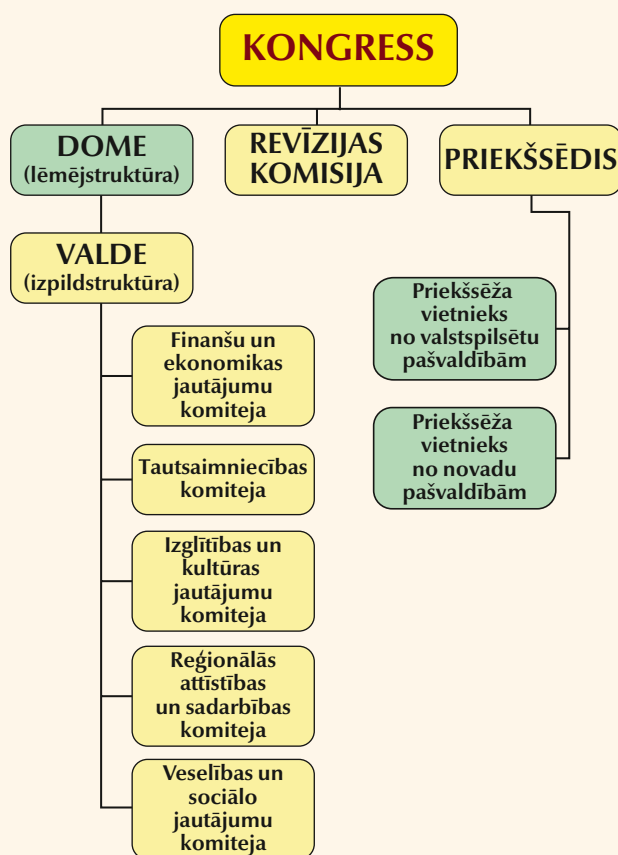 KONGRESS
DOME
(lēmējstruktūra)
REVĪZIJAS
KOMISIJA
PRIEKŠSĒDIS
VALDE
(izpildstruktūra)
Finanšu un
ekonomikas
jautājumu
komiteja
Tautsaimniecības
komiteja
Izglītības un
kultūras
jautājumu
komiteja
Reģionālās
attīstības
un sadarbības
komiteja
Veselības un
sociālo
jautājumu
komiteja
Priekšsēža
vietnieks
no valstspilsētu
pašvaldībām
Priekšsēža
vietnieks
no novadu
pašvaldībām